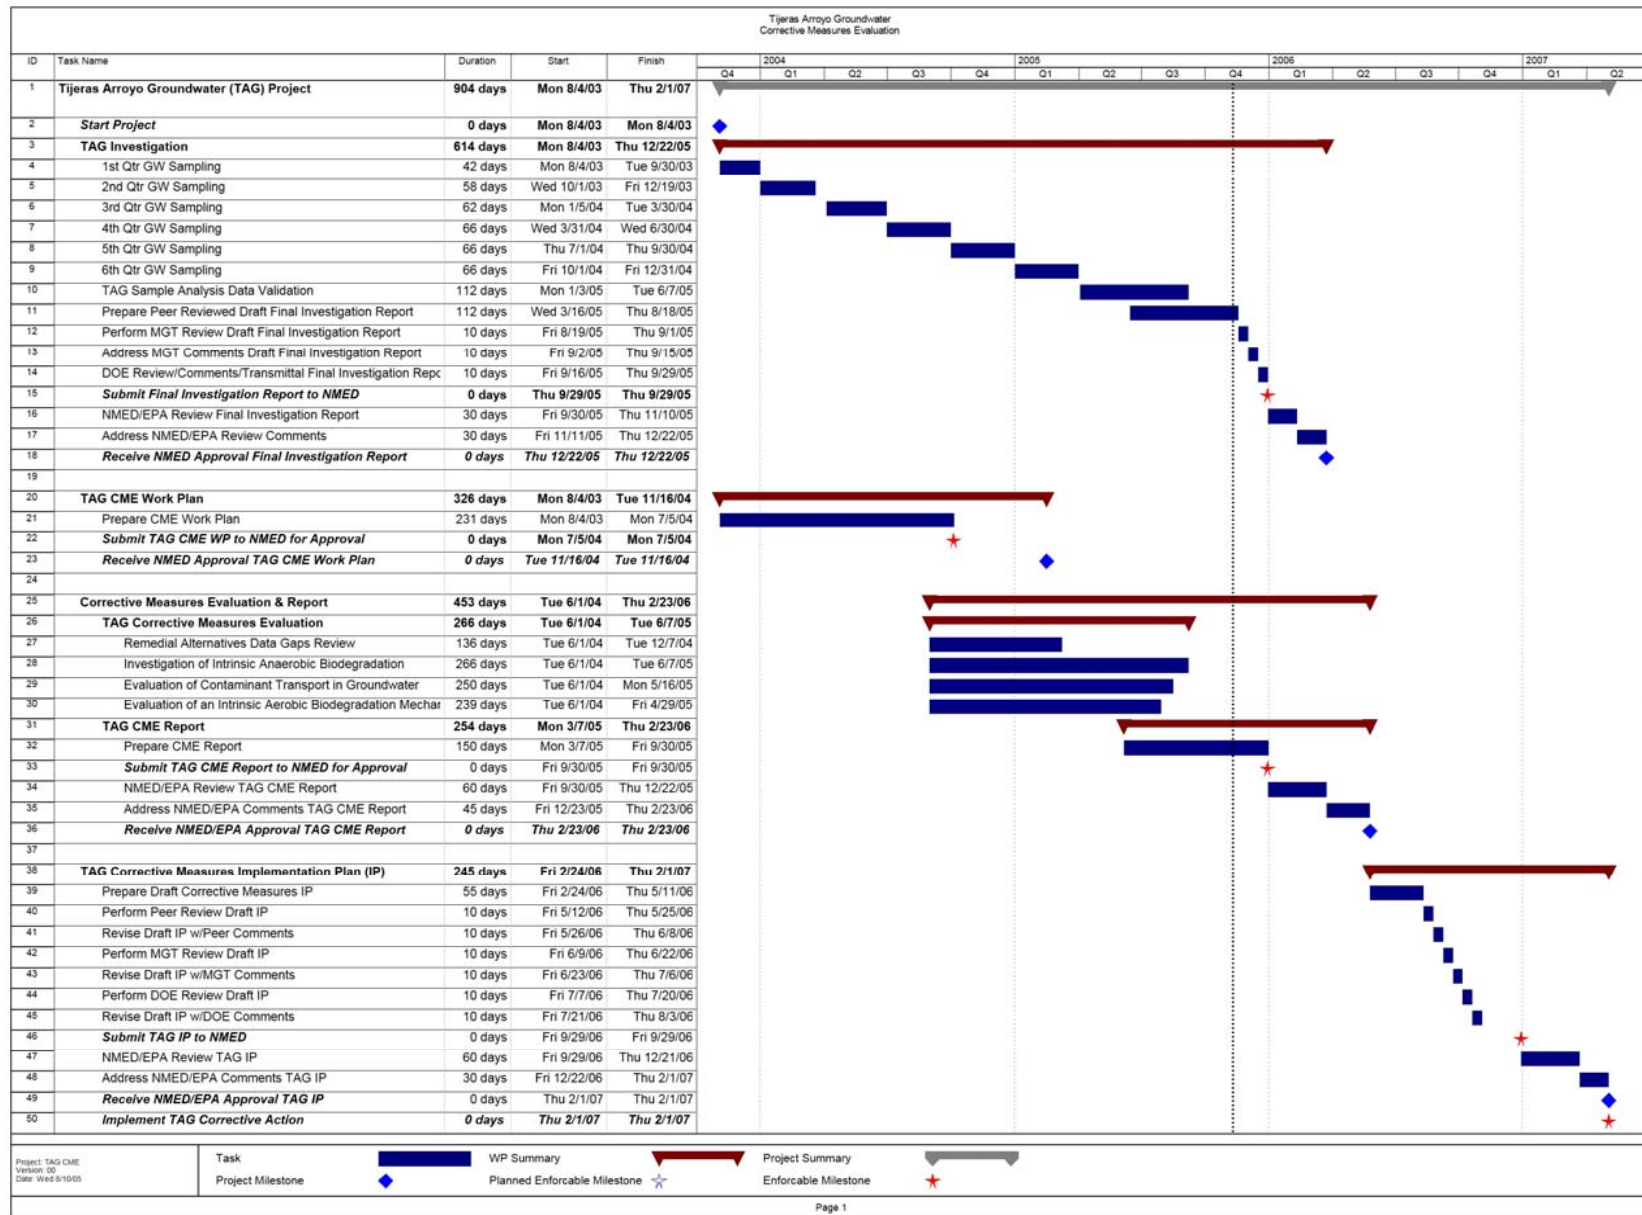 Tijeras Arroyo Groundwater
Corrective Measures Evaluation
ID Task Name Duration Start Finish 2004 2005 2006 2007
Q4 Q1 Q2 Q3 Q4 Q1 Q2 Q3 Q4 Q1 Q2 Q3 Q4 Q1 Q2
1 Tijeras Arroyo Groundwater (TAG) Project 904 days Mon 8/4/03 Thu 2/1/07
2 Start Project 0 days Mon 8/4/03 Mon 8/4/03
3 TAG Investigation 614 days Mon 8/4/03 Thu 12/22/05
4 1st Qtr GW Sampling 42 days Mon 8/4/03 Tue 9/30/03
5 2nd Qtr GW Sampling 58 days Wed 10/1/03 Fri 12/19/03
6 3rd Qtr GW Sampling 62 days Mon 1/5/04 Tue 3/30/04
7 4th Qtr GW Sampling 66 days Wed 3/31/04 Wed 6/30/04
8 5th Qtr GW Sampling 66 days Thu 7/1/04 Thu 9/30/04
9 6th Qtr GW Sampling 66 days Fri 10/1/04 Fri 12/31/04
10 TAG Sample Analysis Data Validation 112 days Mon 1/3/05 Tue 6/7/05
11 Prepare Peer Reviewed Draft Final Investigation Report 112 days Wed 3/16/05 Thu 8/18/05
12 Perform MGT Review Draft Final Investigation Report 10 days Fri 8/19/05 Thu 9/1/05
13 Address MGT Comments Draft Final Investigation Report 10 days Fri 9/2/05 Thu 9/15/05
14 DOE Review/Comments/Transmittal Final Investigation Repc 10 days Fri 9/16/05 Thu 9/29/05
15 Submit Final Investigation Report to NMED 0 days Thu 9/29/05 Thu 9/29/05
16 NMED/EPA Review Final Investigation Report 30 days Fri 9/30/05 Thu 11/10/05
17 Address NMED/EPA Review Comments 30 days Fri 11/11/05 Thu 12/22/05
18 Receive NMED Approval Final Investigation Report 0 days Thu 12/22/05 Thu 12/22/05
19
20 TAG CME Work Plan 326 days Mon 8/4/03 Tue 11/16/04
21 Prepare CME Work Plan 231 days Mon 8/4/03 Mon 7/5/04
22 Submit TAG CME WP to NMED for Approval 0 days Mon 7/5/04 Mon 7/5/04
23 Receive NMED Approval TAG CME Work Plan 0 days Tue 11/16/04 Tue 11/16/04
24
25 Corrective Measures Evaluation & Report 453 days Tue 6/1/04 Thu 2/23/06
26 TAG Corrective Measures Evaluation 266 days Tue 6/1/04 Tue 6/7/05
27 Remedial Alternatives Data Gaps Review 136 days Tue 6/1/04 Tue 12/7/04
28 Investigation of Intrinsic Anaerobic Biodegradation 266 days Tue 6/1/04 Tue 6/7/05
29 Evaluation of Contaminant Transport in Groundwater 250 days Tue 6/1/04 Mon 5/16/05
30 Evaluation of an Intrinsic Aerobic Biodegradation Mechar 239 days Tue 6/1/04 Fri 4/29/05
31 TAG CME Report 254 days Mon 3/7/05 Thu 2/23/06
32 Prepare CME Report 150 days Mon 3/7/05 Fri 9/30/05
33 Submit TAG CME Report to NMED for Approval 0 days Fri 9/30/05 Fri 9/30/05
34 NMED/EPA Review TAG CME Report 60 days Fri 9/30/05 Thu 12/22/05
35 Address NMED/EPA Comments TAG CME Report 45 days Fri 12/23/05 Thu 2/23/06
36 Receive NMED/EPA Approval TAG CME Report 0 days Thu 2/23/06 Thu 2/23/06
37
38 TAG Corrective Measures Implementation Plan (IP) 245 days Fri 2/24/06 Thu 2/1/07
39 Prepare Draft Corrective Measures IP 55 days Fri 2/24/06 Thu 5/11/06
40 Perform Peer Review Draft IP 10 days Fri 5/12/06 Thu 5/25/06
41 Revise Draft IP w/Peer Comments 10 days Fri 5/26/06 Thu 6/8/06
42 Perform MGT Review Draft IP 10 days Fri 6/9/06 Thu 6/22/06
43 Revise Draft IP w/MGT Comments 10 days Fri 6/23/06 Thu 7/6/06
44 Perform DOE Review Draft IP 10 days Fri 7/7/06 Thu 7/20/06
45 Revise Draft IP w/DOE Comments 10 days Fri 7/21/06 Thu 8/3/06
46 Submit TAG IP to NMED 0 days Fri 9/29/06 Fri 9/29/06
47 NMED/EPA Review TAG IP 60 days Fri 9/29/06 Thu 12/21/06
48 Address NMED/EPA Comments TAG IP 30 days Fri 12/22/06 Thu 2/1/07
49 Receive NMED/EPA Approval TAG IP 0 days Thu 2/1/07 Thu 2/1/07
50 Implement TAG Corrective Action 0 days Thu 2/1/07 Thu 2/1/07
Project: TAG CME
Version: 00
Date: Wed 8/10/05
Task WP Summary Project Summary
Project Milestone Planned Enforcable Milestone Enforcable Milestone
Page 1